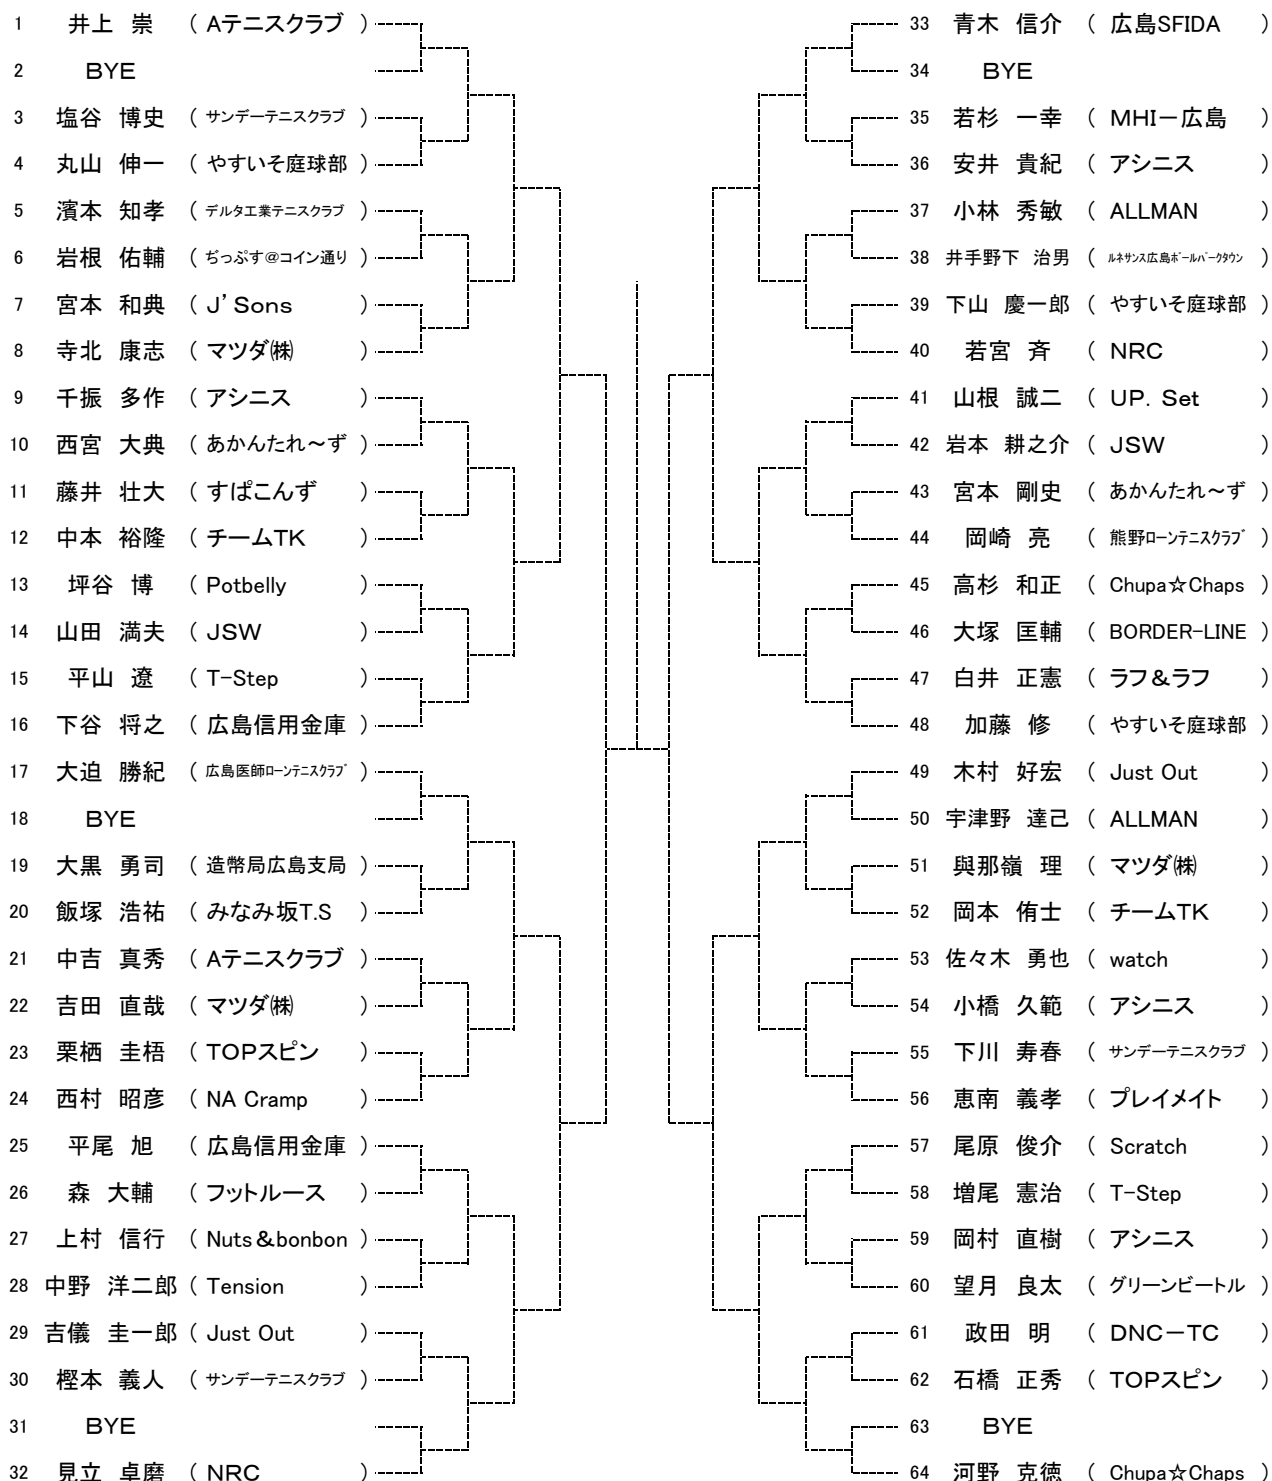 1 井上 崇 ( Aテニスクラブ )
2 BYE
3 塩谷 博史 ( サンデーテニスクラブ )
4 丸山 伸一 ( やすいそ庭球部 )
5 濱本 知孝 ( デルタ工業テニスクラブ )
6 岩根 佑輔 ( ぢっぷす@コイン通り )
7 宮本 和典 ( J'Sons )
8 寺北 康志 ( マツダ㈱ )
9 千振 多作 ( アシニス )
10 西宮 大典 ( あかんたれ～ず )
11 藤井 壮大 ( すぱこんず )
12 中本 裕隆 ( チームTK )
13 坪谷 博 ( Potbelly )
14 山田 満夫 ( JSW )
15 平山 遼 ( T-Step )
16 下谷 将之 ( 広島信用金庫 )
17 大迫 勝紀 ( 広島医師ローンテニスクラブ )
18 BYE
19 大黒 勇司 ( 造幣局広島支局 )
20 飯塚 浩祐 ( みなみ坂T.S )
21 中吉 真秀 ( Aテニスクラブ )
22 吉田 直哉 ( マツダ㈱ )
23 栗栖 圭梧 ( TOPスピン )
24 西村 昭彦 ( NA Cramp )
25 平尾 旭 ( 広島信用金庫 )
26 森 大輔 ( フットルース )
27 上村 信行 ( Nuts＆bonbon )
28 中野 洋二郎 ( Tension )
29 吉儀 圭一郎 ( Just Out )
30 樫本 義人 ( サンデーテニスクラブ )
31 BYE
32 見立 卓磨 ( NRC )
33 青木 信介 ( 広島SFIDA )
34 BYE
35 若杉 一幸 ( MHI－広島 )
36 安井 貴紀 ( アシニス )
37 小林 秀敏 ( ALLMAN )
38 井手野下 治男 ( ルネサンス広島ボールパークタウン )
39 下山 慶一郎 ( やすいそ庭球部 )
40 若宮 斉 ( NRC )
41 山根 誠二 ( UP. Set )
42 岩本 耕之介 ( JSW )
43 宮本 剛史 ( あかんたれ～ず )
44 岡崎 亮 ( 熊野ローンテニスクラブ )
45 高杉 和正 ( Chupa☆Chaps )
46 大塚 匡輔 ( BORDER-LINE )
47 白井 正憲 ( ラフ＆ラフ )
48 加藤 修 ( やすいそ庭球部 )
49 木村 好宏 ( Just Out )
50 宇津野 達己 ( ALLMAN )
51 與那嶺 理 ( マツダ㈱ )
52 岡本 侑士 ( チームTK )
53 佐々木 勇也 ( watch )
54 小橋 久範 ( アシニス )
55 下川 寿春 ( サンデーテニスクラブ )
56 恵南 義孝 ( プレイメイト )
57 尾原 俊介 ( Scratch )
58 増尾 憲治 ( T-Step )
59 岡村 直樹 ( アシニス )
60 望月 良太 ( グリーンビートル )
61 政田 明 ( DNC－TC )
62 石橋 正秀 ( TOPスピン )
63 BYE
64 河野 克徳 ( Chupa☆Chaps )